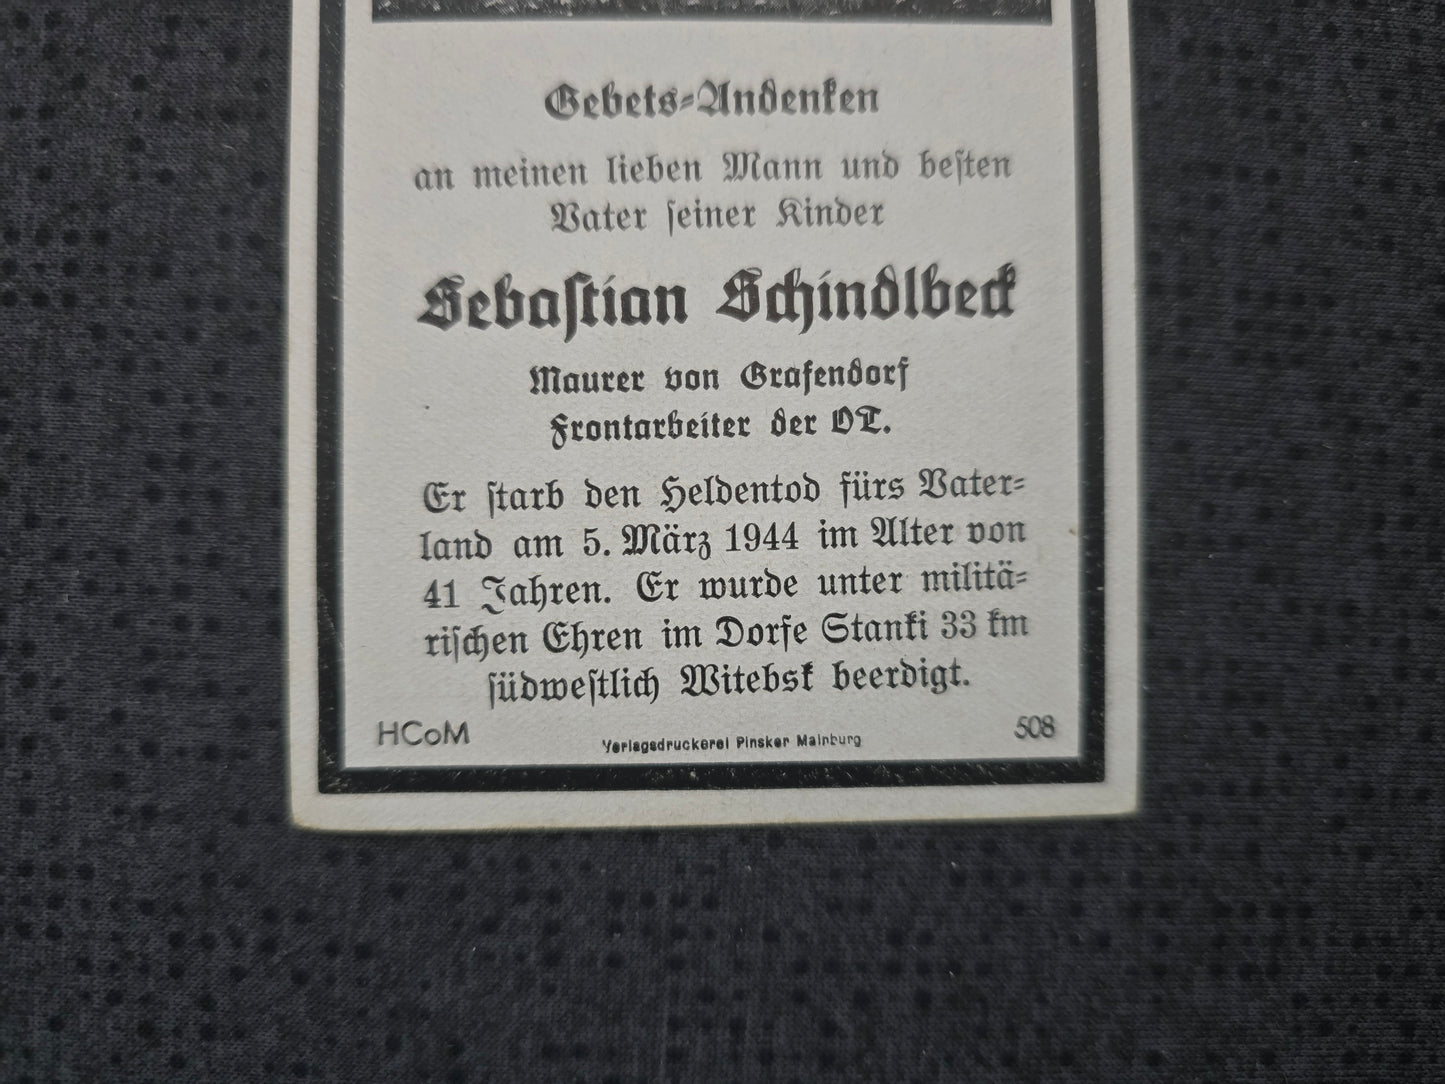 Gebets-Andenken
an meinen lieben Mann und besten
Vater seiner Kinder
Sebastian Schindlbeck
Maurer von Grafendorf
Frontarbeiter der OT.
Er starb den Heldentod fürs Vater-
land am 5. März 1944 im Alter von
41 Jahren. Er wurde unter militä-
rischen Ehren im Dorfe Stanki 33 km
südwestlich Witebsk beerdigt.
HCoM
Verlagsdruckerei Pinsker Mainburg
508